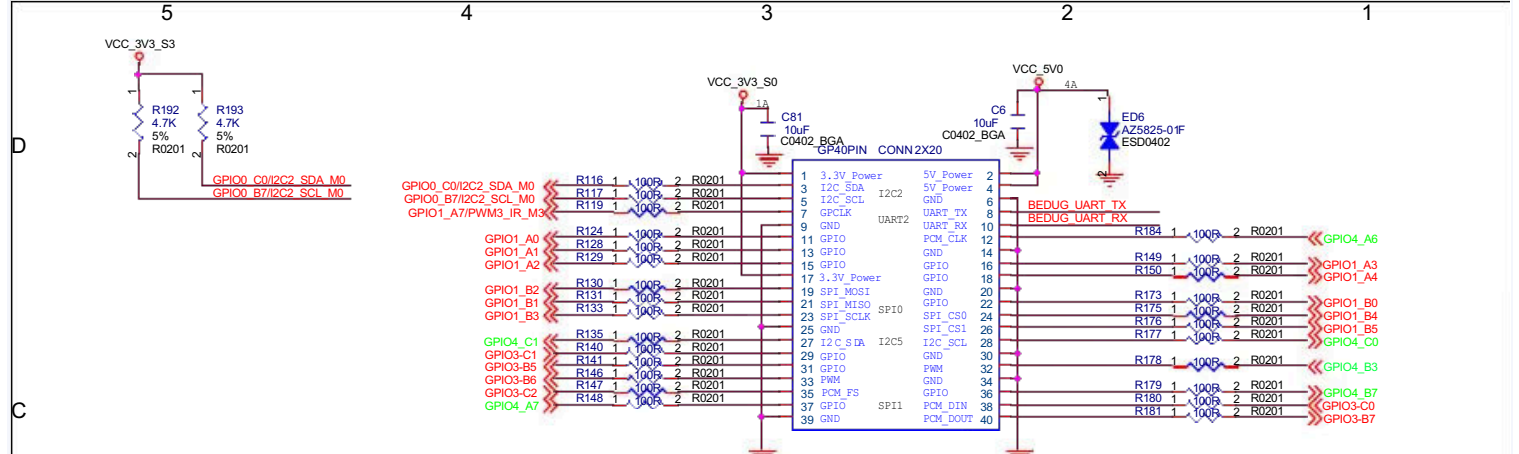 5 4 3 2 1
D
C
VCC_3V3_S3
1 1
R192 R193
4.7K 4.7K
5% 5%
R0201 R0201
2 2
GPIO0_C0/I2C2_SDA_M0
GPIO0_B7/I2C2_SCL_M0
VCC_3V3_S0
1A
C81
10uF
C0402_BGA
VCC_5V0
4A
C6
10uF
C0402_BGA
1
ED6
AZ5825-01F
ESD0402
2
GP40PIN CONN 2X20
GPIO0_C0/I2C2_SDA_M0 R116 1 100R 2 R0201
GPIO0_B7/I2C2_SCL_M0 R117 1 100R 2 R0201
GPIO1_A7/PWM3_IR_M3 R119 1 100R 2 R0201
GPIO1_A0 R124 1 100R 2 R0201
GPIO1_A1 R128 1 100R 2 R0201
GPIO1_A2 R129 1 100R 2 R0201
GPIO1_B2 R130 1 100R 2 R0201
GPIO1_B1 R131 1 100R 2 R0201
GPIO1_B3 R133 1 100R 2 R0201
GPIO4_C1 R135 1 100R 2 R0201
GPIO3-C1 R140 1 100R 2 R0201
GPIO3-B5 R141 1 100R 2 R0201
GPIO3-B6 R146 1 100R 2 R0201
GPIO3-C2 R147 1 100R 2 R0201
GPIO4_A7 R148 1 100R 2 R0201
1 3.3V_Power 5V_Power 2
3 I2C_SDA 5V_Power 4
I2C2
5 I2C_SCL GND 6
7 GPCLK UART_TX 8
UART2
9 GND UART_RX 10
11 GPIO PCM_CLK 12
13 GPIO GND 14
15 GPIO GPIO 16
17 3.3V_Power GPIO 18
19 SPI_MOSI GND 20
21 SPI_MISO GPIO 22
SPI0
23 SPI_SCLK SPI_CS0 24
25 GND SPI_CS1 26
27 I2C_SDA I2C5 I2C_SCL 28
29 GPIO GND 30
31 GPIO PWM 32
33 PWM GND 34
35 PCM_FS GPIO 36
37 GPIO SPI1 PCM_DIN 38
39 GND PCM_DOUT 40
BEDUG_UART_TX
BEDUG_UART_RX
R184 1 100R 2 R0201 GPIO4_A6
R149 1 100R 2 R0201 GPIO1_A3
R150 1 100R 2 R0201 GPIO1_A4
R173 1 100R 2 R0201 GPIO1_B0
R175 1 100R 2 R0201 GPIO1_B4
R176 1 100R 2 R0201 GPIO1_B5
R177 1 100R 2 R0201 GPIO4_C0
R178 1 100R 2 R0201 GPIO4_B3
R179 1 100R 2 R0201 GPIO4_B7
R180 1 100R 2 R0201 GPIO3-C0
R181 1 100R 2 R0201 GPIO3-B7